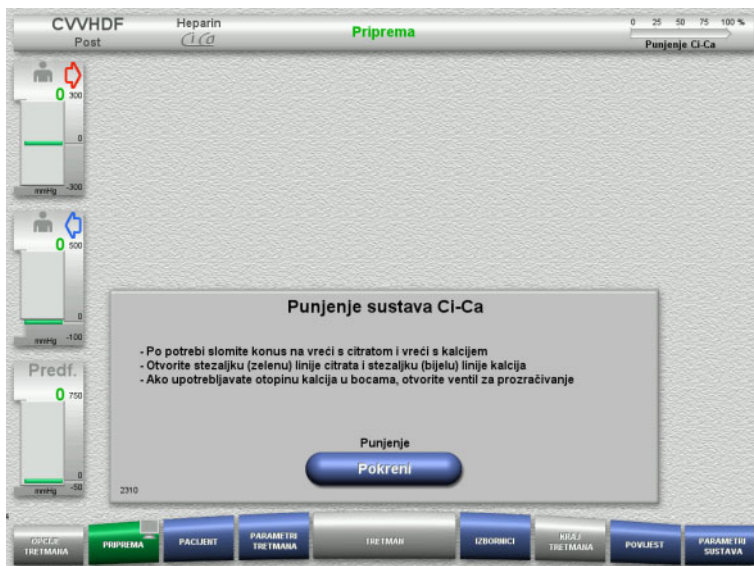 CVVHDF
Post
Heparin
Ci Ca
Priprema
0 25 50 75 100 %
Punjenje Ci-Ca
0
300
0
-300
mmHg
0
500
0
-100
mmHg
Predf.
0
750
0
-50
mmHg
Punjenje sustava Ci-Ca
- Po potrebi slomite konus na vreći s citratom i vreći s kalcijem
- Otvorite stezaljku (zelenu) linije citrata i stezaljku (bijelu) linije kalcija
- Ako upotrebljavate otopinu kalcija u bocama, otvorite ventil za prozračivanje
Punjenje
Pokreni
2310
OPCIJE TRETMANA
PRIPREMA
PACIJENT
PARAMETRI TRETMANA
TRETMAN
IZBORNICI
KRAJ TRETMANA
POVIJEST
PARAMETRI SUSTAVA